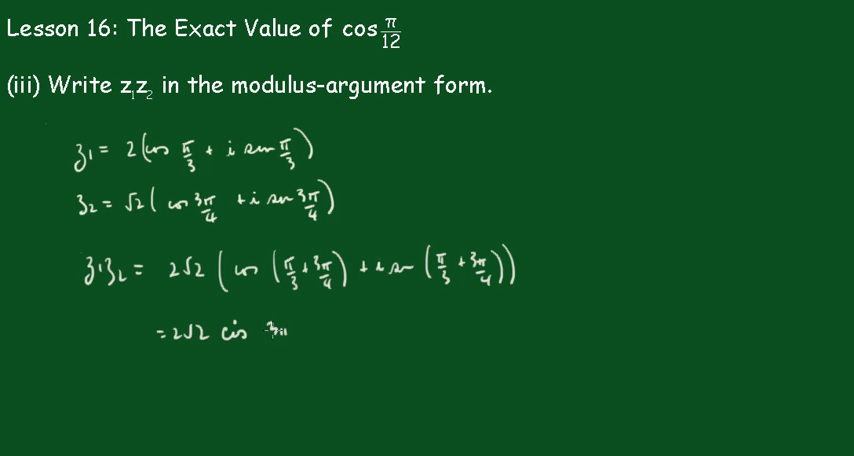 Lesson 16: The Exact Value of cos π/12
(iii) Write z₁z₂ in the modulus-argument form.
z₁ = 2(cos π/3 + i sin π/3)
z₂ = √2(cos 3π/4 + i sin 3π/4)
z₁z₂ = 2√2(cos(π/3 + 3π/4) + i sin(π/3 + 3π/4))
= 2√2 cis